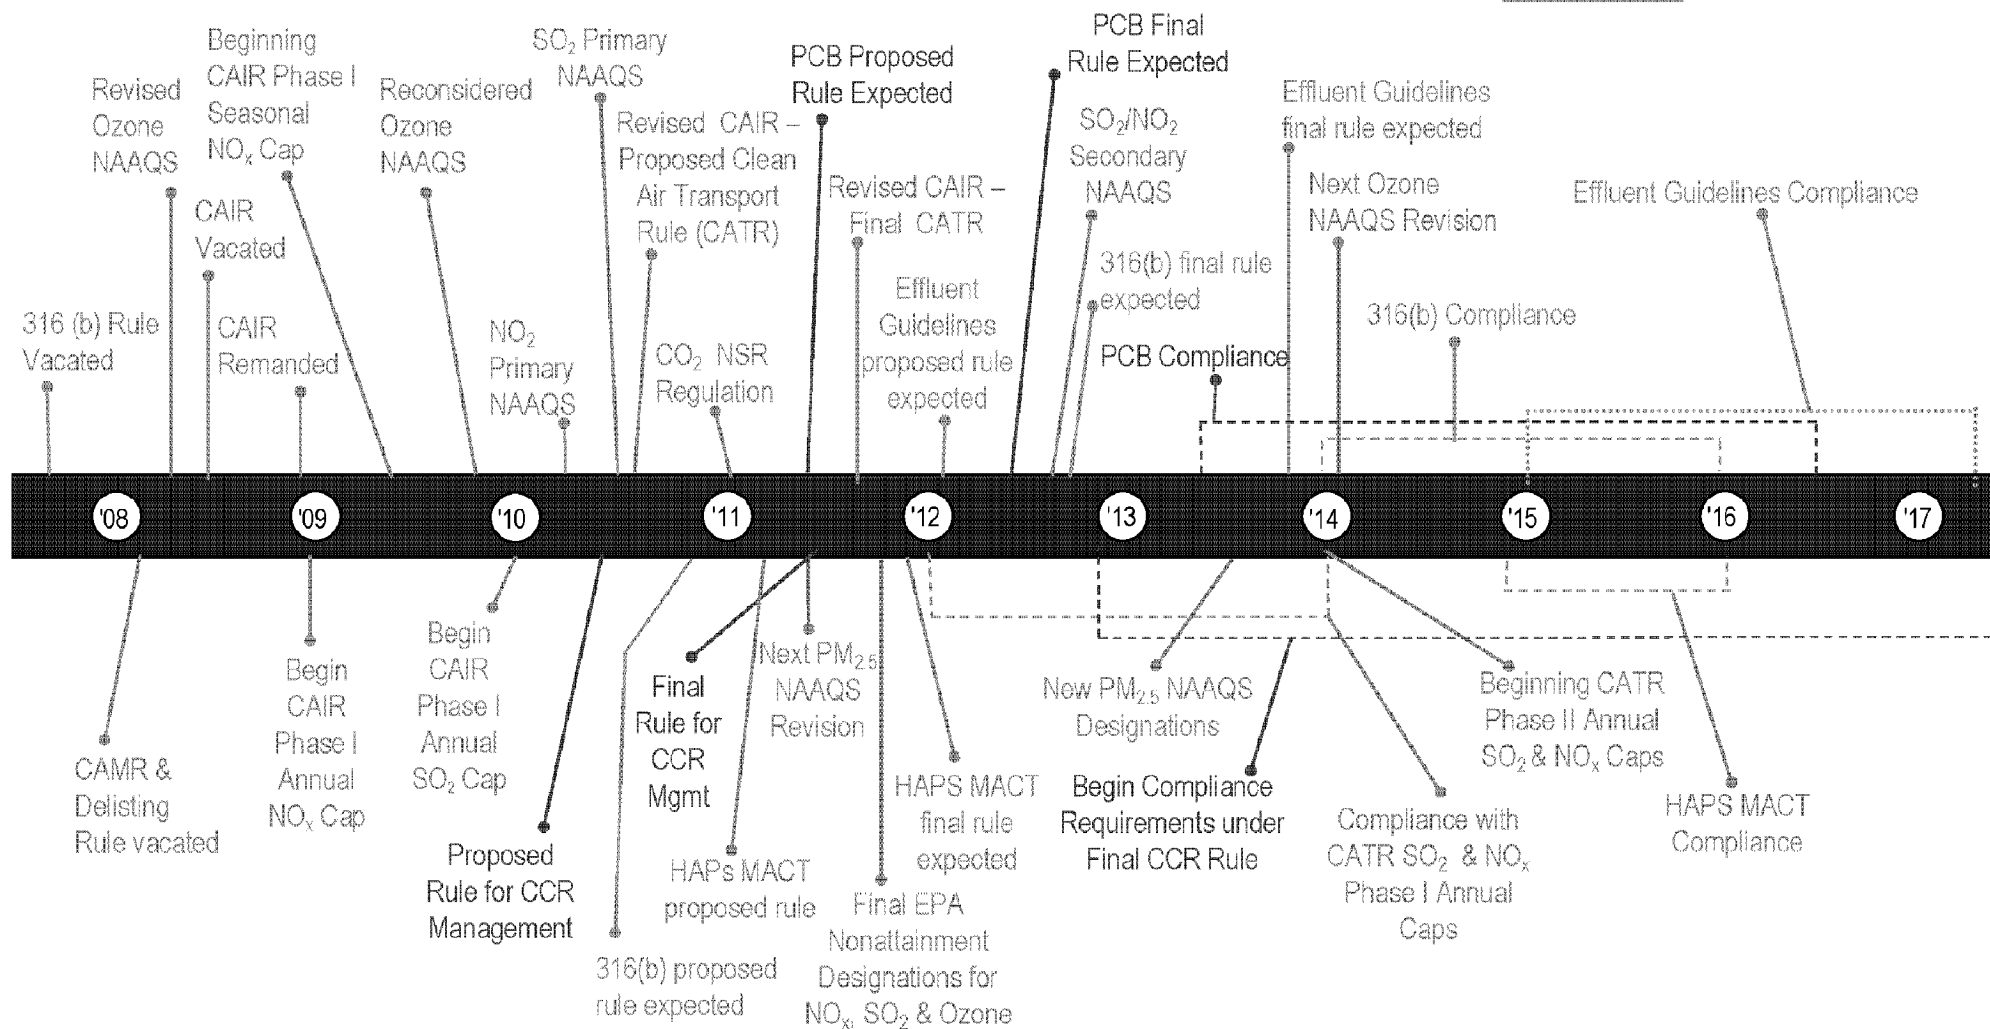 Revised
Ozone
NAAQS
Beginning
CAIR Phase I
Seasonal
NOₓ Cap
Reconsidered
Ozone
NAAQS
SO₂ Primary
NAAQS
Revised CAIR –
Proposed Clean
Air Transport
Rule (CATR)
PCB Proposed
Rule Expected
Revised CAIR –
Final CATR
PCB Final
Rule Expected
SO₂/NO₂
Secondary
NAAQS
Effluent Guidelines
final rule expected
Next Ozone
NAAQS Revision
Effluent Guidelines Compliance
316 (b) Rule
Vacated
CAIR
Vacated
CAIR
Remanded
NO₂
Primary
NAAQS
CO₂ NSR
Regulation
Effluent
Guidelines
proposed rule
expected
316(b) final rule
expected
PCB Compliance
316(b) Compliance
'08
'09
'10
'11
'12
'13
'14
'15
'16
'17
CAMR &
Delisting
Rule vacated
Begin
CAIR
Phase I
Annual
NOₓ Cap
Begin
CAIR
Phase I
Annual
SO₂ Cap
Proposed
Rule for CCR
Management
316(b) proposed
rule expected
Final
Rule for
CCR
Mgmt
HAPs MACT
proposed rule
Next PM₂.₅
NAAQS
Revision
Final EPA
Nonattainment
Designations for
NOₓ, SO₂ & Ozone
HAPS MACT
final rule
expected
New PM₂.₅ NAAQS
Designations
Begin Compliance
Requirements under
Final CCR Rule
Compliance with
CATR SO₂ & NOₓ
Phase I Annual
Caps
Beginning CATR
Phase II Annual
SO₂ & NOₓ Caps
HAPS MACT
Compliance